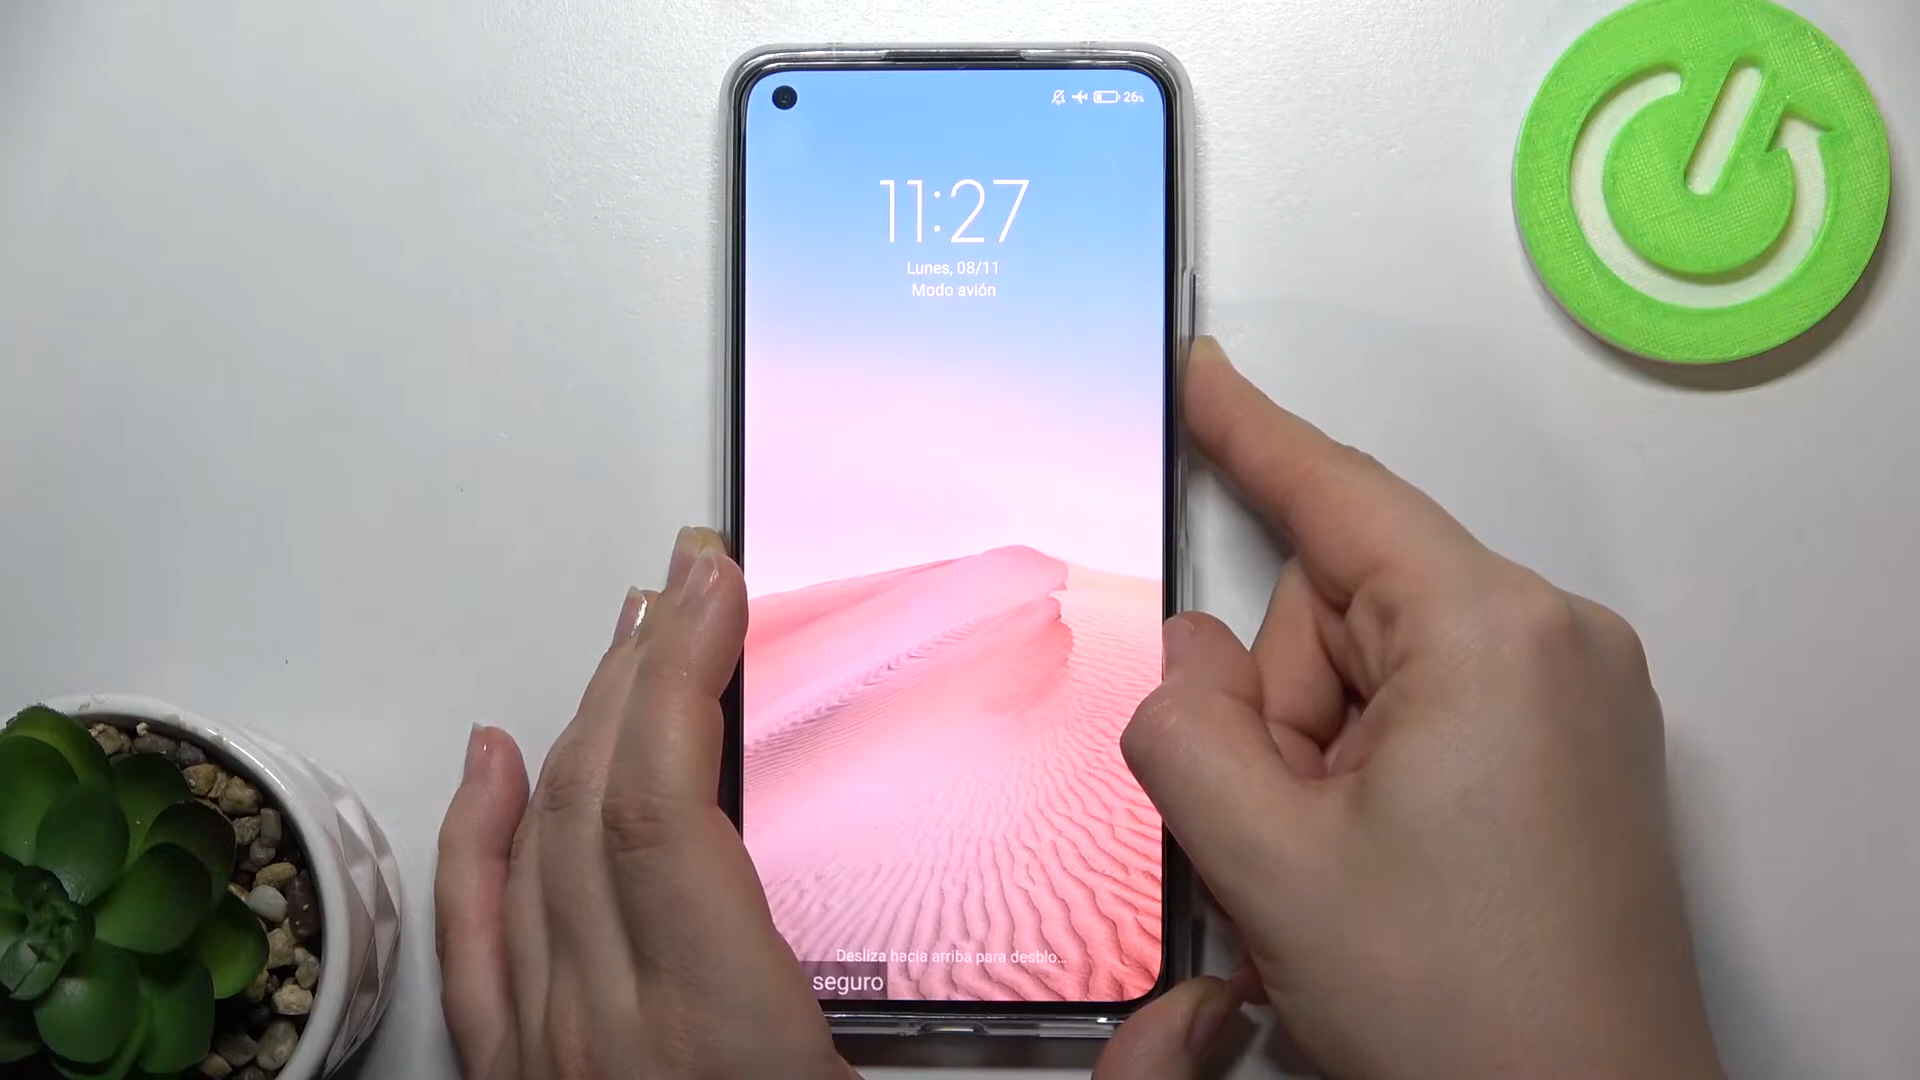 26%
11:27
Lunes, 08/11
Modo avión
Desliza hacia arriba para desblo...
seguro